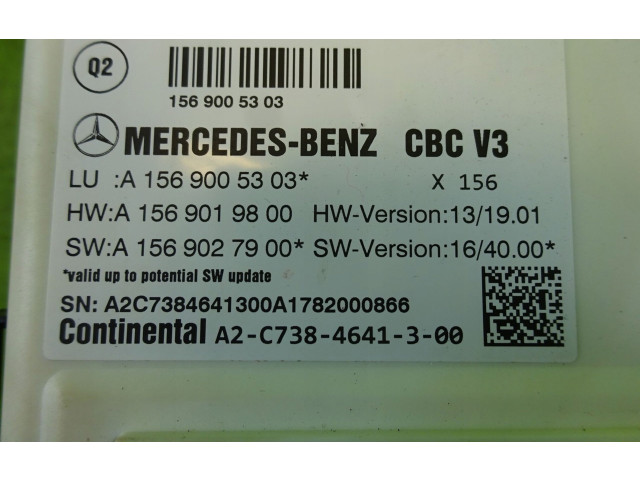 Q2
156 900 53 03
MERCEDES-BENZ CBC V3
LU :A 156 900 53 03* X 156
HW:A 156 901 98 00 HW-Version:13/19.01
SW:A 156 902 79 00* SW-Version:16/40.00*
*valid up to potential SW update
SN: A2C7384641300A1782000866
Continental A2-C738-4641-3-00